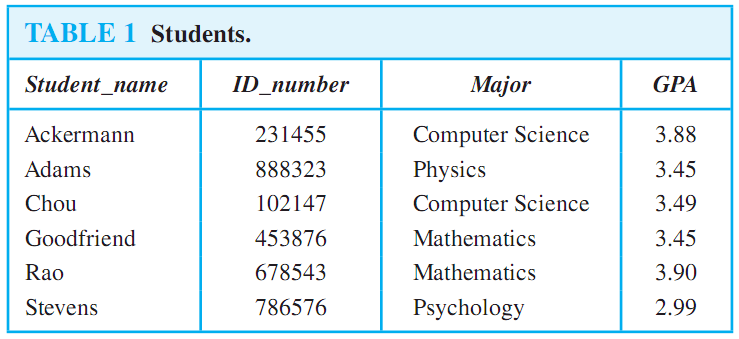 TABLE 1 Students.
Student_name ID_number Major GPA
Ackermann 231455 Computer Science 3.88
Adams 888323 Physics 3.45
Chou 102147 Computer Science 3.49
Goodfriend 453876 Mathematics 3.45
Rao 678543 Mathematics 3.90
Stevens 786576 Psychology 2.99